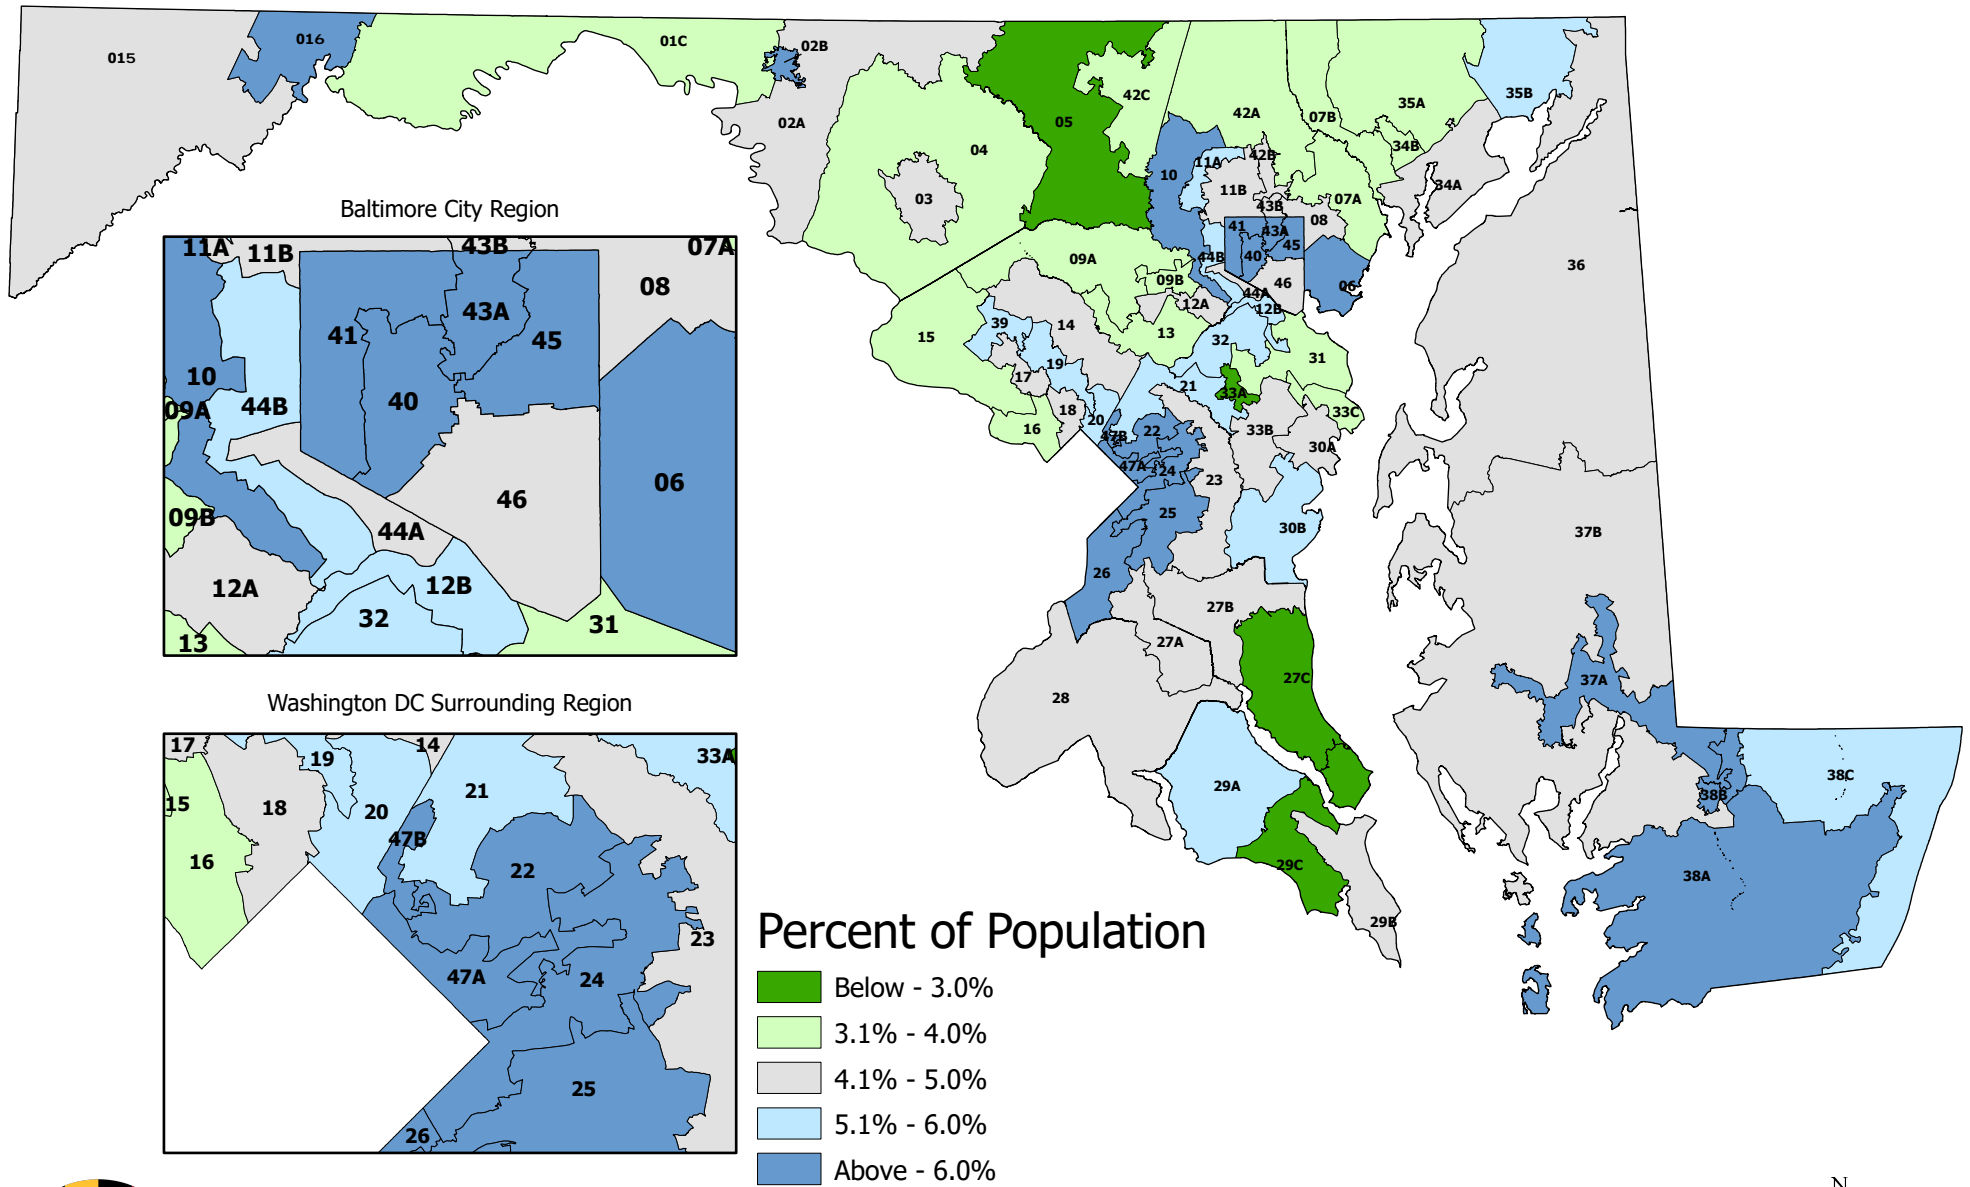 015
016
01C
02B
02A
05
42C
42A
07B
35A
35B
04
03
10
11A
42B
11B
43B
34B
34A
07A
08
41
43A
45
40
44B
46
06
44A
12B
36
09A
09B
12A
13
15
39
14
19
17
18
16
20
32
31
21
33A
33C
33B
30A
47B
22
47A
24
23
25
30B
26
37B
27B
27A
28
27C
37A
29A
29C
29B
38B
38C
38A
Baltimore City Region
11A
11B
43B
07A
08
43A
41
45
10
40
09A
44B
06
46
09B
44A
12A
12B
32
31
13
Washington DC Surrounding Region
17
19
14
33A
21
15
18
20
47B
16
22
23
47A
24
25
26
Percent of Population
Below - 3.0%
3.1% - 4.0%
4.1% - 5.0%
5.1% - 6.0%
Above - 6.0%
N